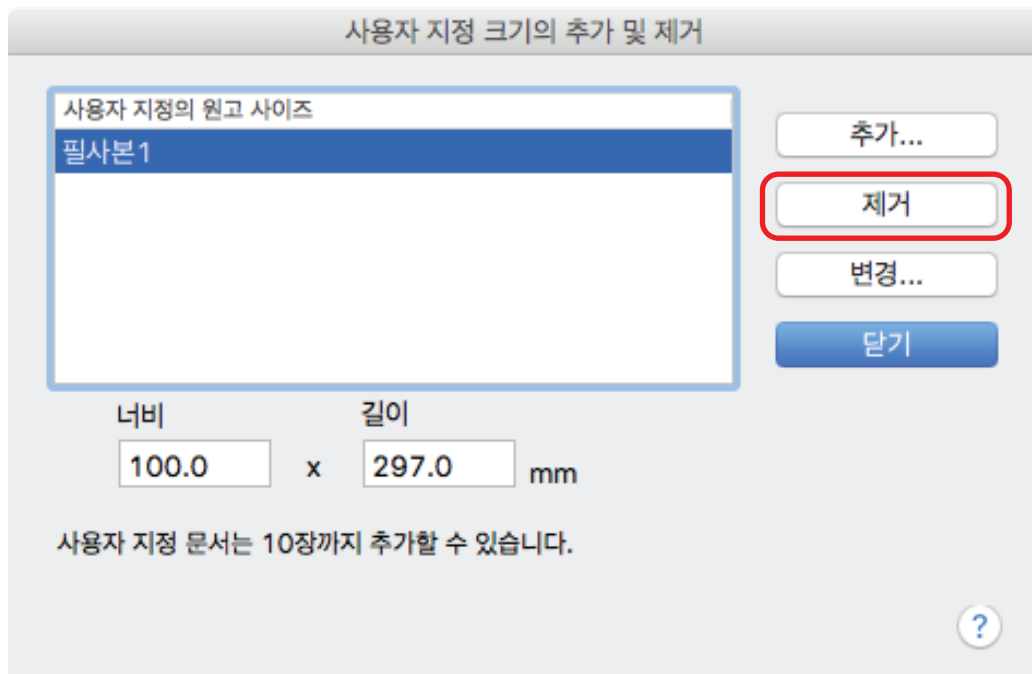 사용자 지정 크기의 추가 및 제거
사용자 지정의 원고 사이즈
필사본1
추가...
제거
변경...
닫기
너비 길이
100.0 x 297.0 mm
사용자 지정 문서는 10장까지 추가할 수 있습니다.
?